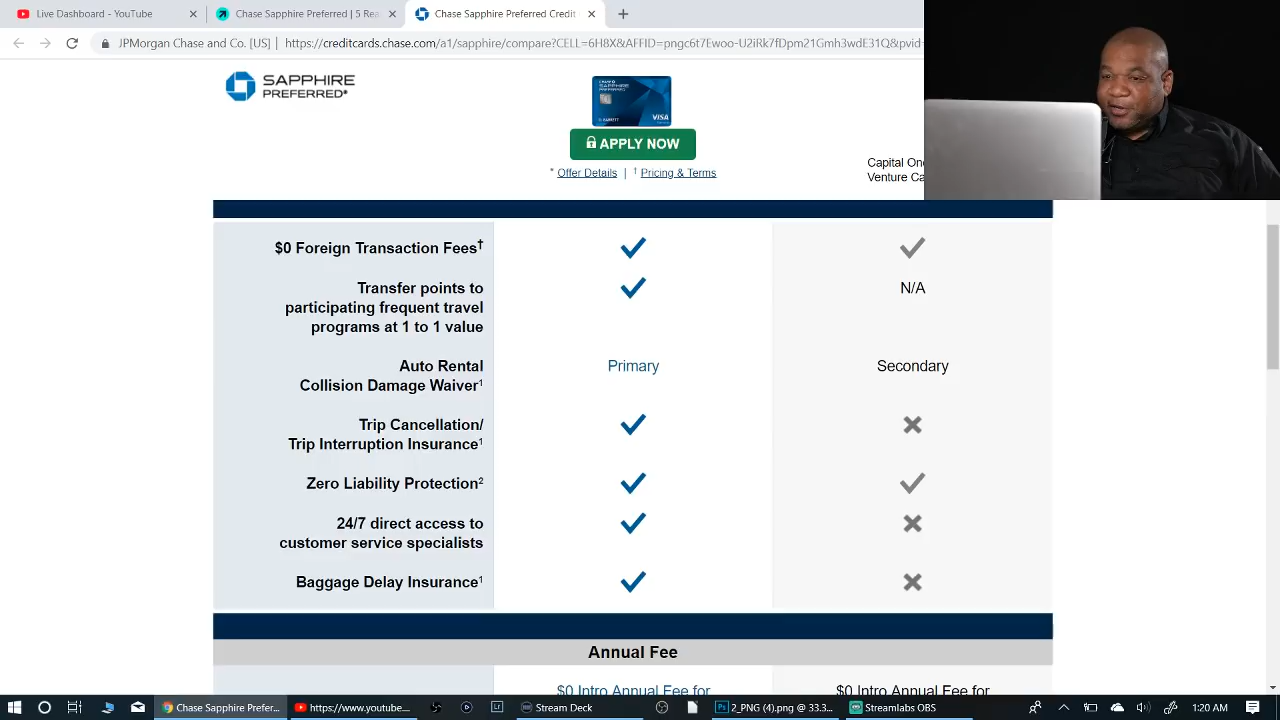 Live Dashboard - YouTube
Chase Sapphire Preferred | 5 Rea
Chase Sapphire Preferred Credit
JPMorgan Chase and Co. [US] | https://creditcards.chase.com/a1/sapphire/compare?CELL=6H8X&AFFID=pngc6t7Ewoo-U2iRk7fDpm21Gmh3wdE31Q&pvid
SAPPHIRE
PREFERRED®
SAPPHIRE
PREFERRED
VISA
APPLY NOW
* Offer Details | † Pricing & Terms
Capital On
Venture Ca
$0 Foreign Transaction Fees†
Transfer points to
participating frequent travel
programs at 1 to 1 value
N/A
Auto Rental
Collision Damage Waiver1
Primary
Secondary
Trip Cancellation/
Trip Interruption Insurance1
Zero Liability Protection2
24/7 direct access to
customer service specialists
Baggage Delay Insurance1
Annual Fee
$0 Intro Annual Fee for
$0 Intro Annual Fee for
Chase Sapphire Prefer...
https://www.youtube...
Stream Deck
2_PNG (4).png @ 33.3...
Streamlabs OBS
1:20 AM